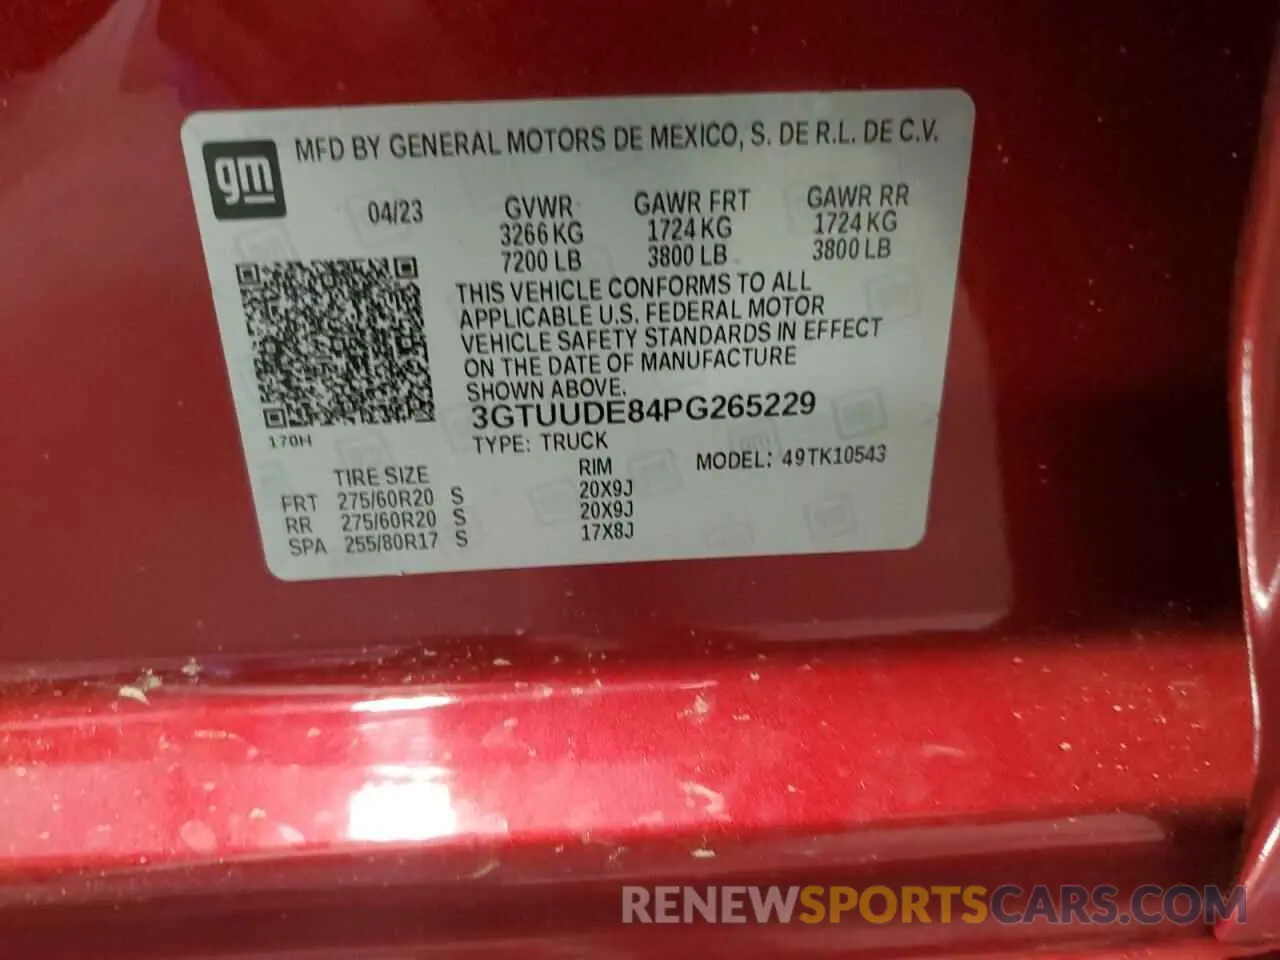 gm
MFD BY GENERAL MOTORS DE MEXICO, S. DE R.L. DE C.V.
04/23 GVWR GAWR FRT GAWR RR
3266 KG 1724 KG 1724 KG
7200 LB 3800 LB 3800 LB
THIS VEHICLE CONFORMS TO ALL
APPLICABLE U.S. FEDERAL MOTOR
VEHICLE SAFETY STANDARDS IN EFFECT
ON THE DATE OF MANUFACTURE
SHOWN ABOVE.
3GTUUDE84PG265229
170H
TYPE: TRUCK
TIRE SIZE RIM MODEL: 49TK10543
FRT 275/60R20 S 20X9J
RR 275/60R20 S 20X9J
SPA 255/80R17 S 17X8J
RENEWSPORTSCARS.COM